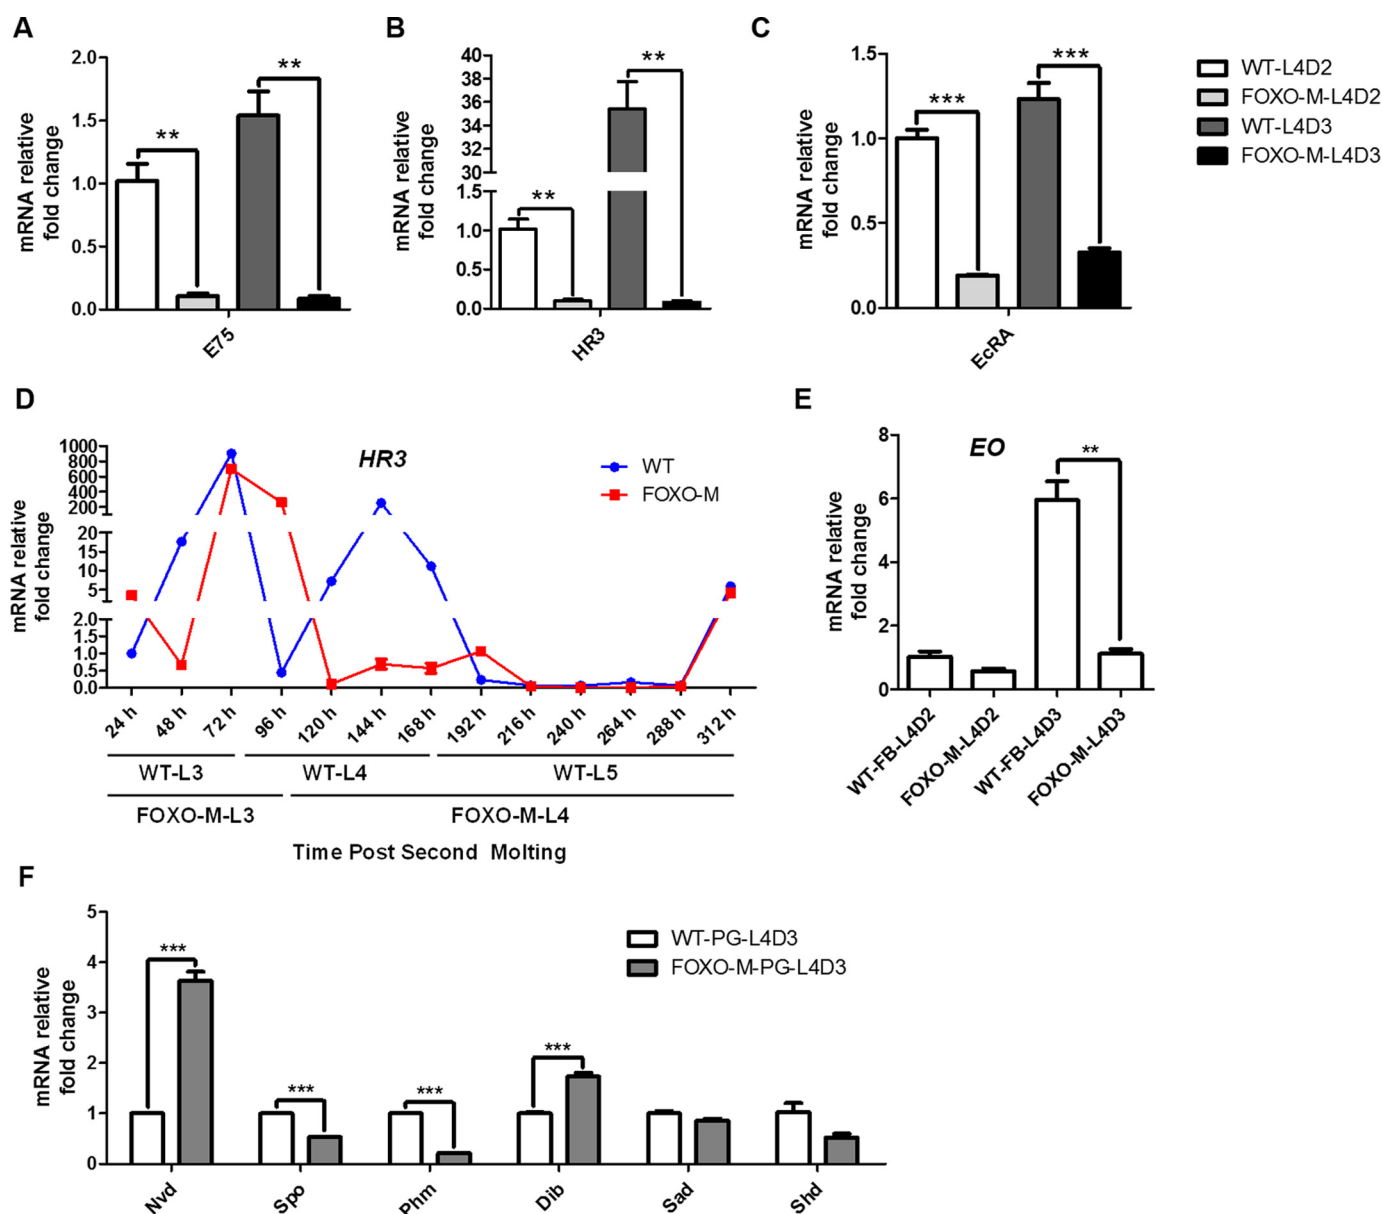 A
mRNA relative
fold change
2.0
1.5
1.0
0.5
0.0
**
**
E75
B
mRNA relative
fold change
40
38
36
34
32
30
1.5
1.0
0.5
0.0
**
**
HR3
C
mRNA relative
fold change
1.5
1.0
0.5
0.0
***
***
EcRA
WT-L4D2
FOXO-M-L4D2
WT-L4D3
FOXO-M-L4D3
D
mRNA relative
fold change
1000
800
600
400
200
20
15
10
5
2.0
1.5
1.0
0.5
0.0
HR3
WT
FOXO-M
24 h
48 h
72 h
96 h
120 h
144 h
168 h
192 h
216 h
240 h
264 h
288 h
312 h
WT-L3
WT-L4
WT-L5
FOXO-M-L3
FOXO-M-L4
Time Post Second Molting
E
mRNA relative
fold change
8
6
4
2
0
EO
**
WT-FB-L4D2
FOXO-M-L4D2
WT-FB-L4D3
FOXO-M-L4D3
F
mRNA relative
fold change
5
4
3
2
1
0
***
***
***
***
WT-PG-L4D3
FOXO-M-PG-L4D3
Nvd
Spo
Phm
Dib
Sad
Shd